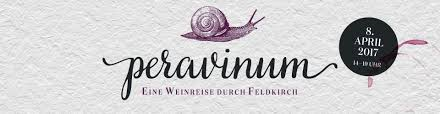 peravinum
EINE WEINREISE DURCH FELDKIRCH
8.
APRIL
2017
14-19 UHR